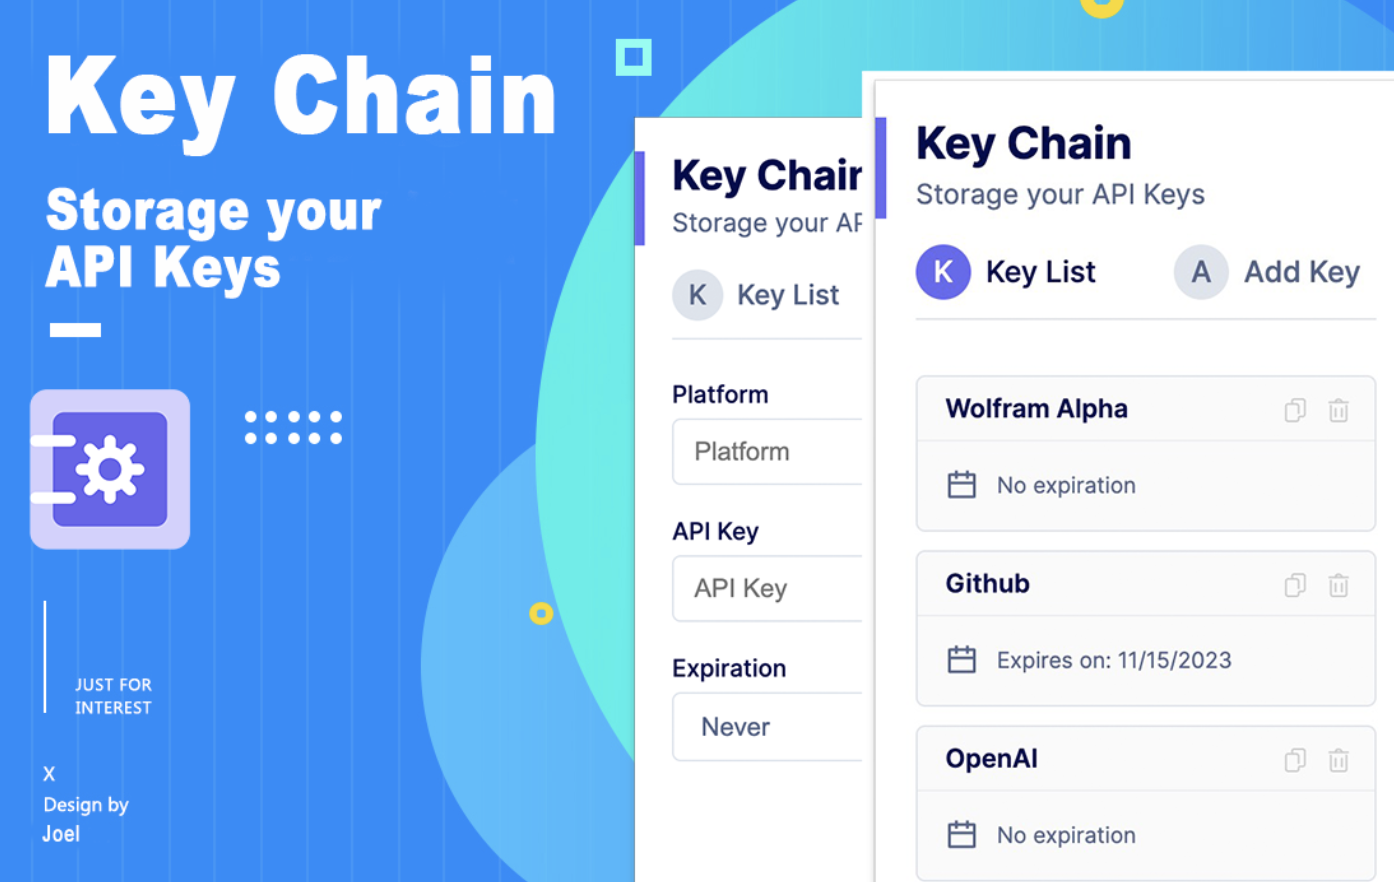 Key Chain
Storage your
API Keys
JUST FOR
INTEREST
X
Design by
Joel
Key Chain
Storage your AP
K Key List
Platform
Platform
API Key
API Key
Expiration
Never
Key Chain
Storage your API Keys
K Key List A Add Key
Wolfram Alpha
No expiration
Github
Expires on: 11/15/2023
OpenAI
No expiration